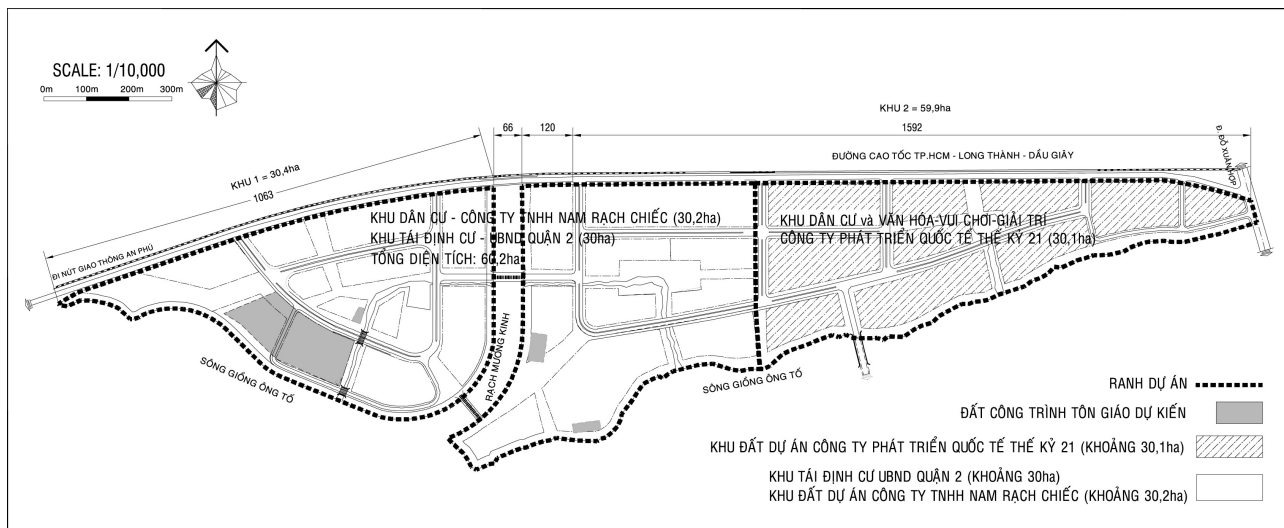 SCALE: 1/10,000
0m 100m 200m 300m
KHU 2 = 59,9ha
66 120 1592
ĐƯỜNG CAO TỐC TP.HCM - LONG THÀNH - DẦU GIÂY
Đ. ĐỖ XUÂN HỢP
KHU 1 = 30,4ha
1063
KHU DÂN CƯ - CÔNG TY TNHH NAM RẠCH CHIẾC (30,2ha)
KHU TÁI ĐỊNH CƯ - UBND QUẬN 2 (30ha)
TỔNG DIỆN TÍCH: 60,2ha
KHU DÂN CƯ và VĂN HÓA-VUI CHƠI-GIẢI TRÍ
CÔNG TY PHÁT TRIỂN QUỐC TẾ THẾ KỶ 21 (30,1ha)
ĐI NÚT GIAO THÔNG AN PHÚ
RẠCH MƯƠNG KINH
SÔNG GIỒNG ÔNG TỐ
SÔNG GIỒNG ÔNG TỐ
RANH DỰ ÁN
ĐẤT CÔNG TRÌNH TÔN GIÁO DỰ KIẾN
KHU ĐẤT DỰ ÁN CÔNG TY PHÁT TRIỂN QUỐC TẾ THẾ KỶ 21 (KHOẢNG 30,1ha)
KHU TÁI ĐỊNH CƯ UBND QUẬN 2 (KHOẢNG 30ha)
KHU ĐẤT DỰ ÁN CÔNG TY TNHH NAM RẠCH CHIẾC (KHOẢNG 30,2ha)